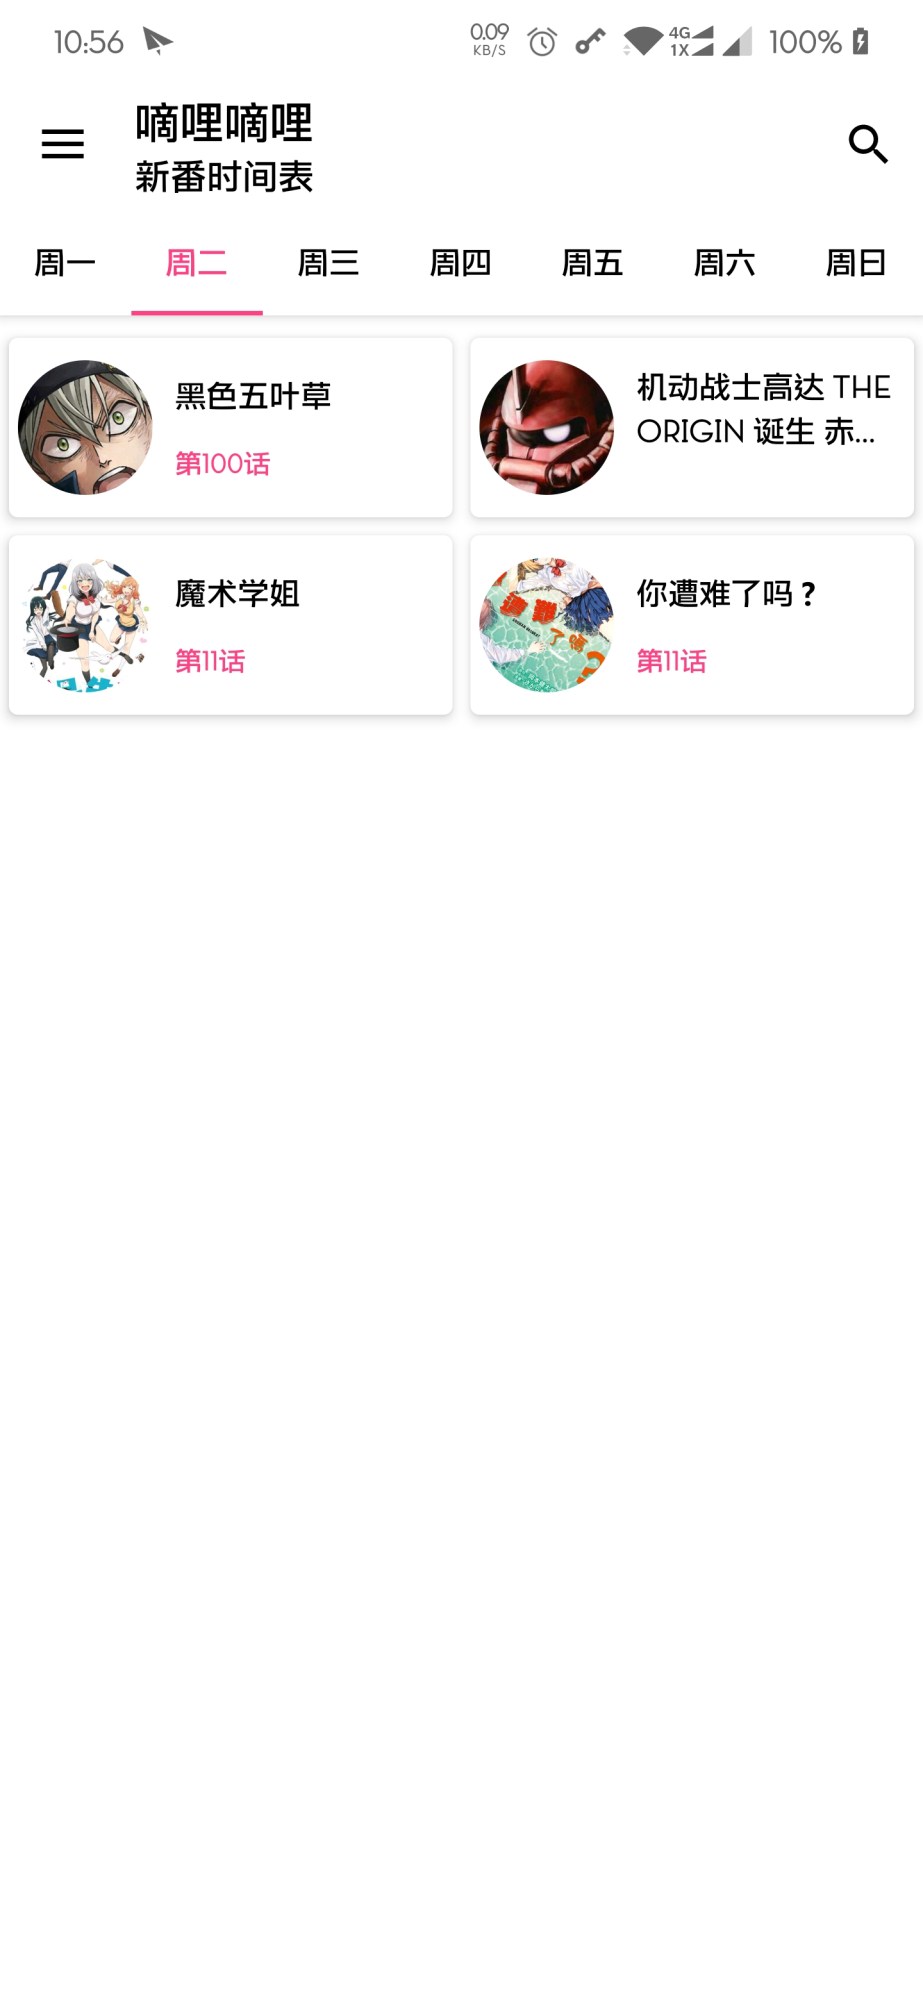 10:56
0.09
KB/S
4G
1X
100%
嘀哩嘀哩
新番时间表
周一 周二 周三 周四 周五 周六 周日
黑色五叶草
第100话
机动战士高达 THE
ORIGIN 诞生 赤...
魔术学姐
第11话
你遭难了吗？
第11话